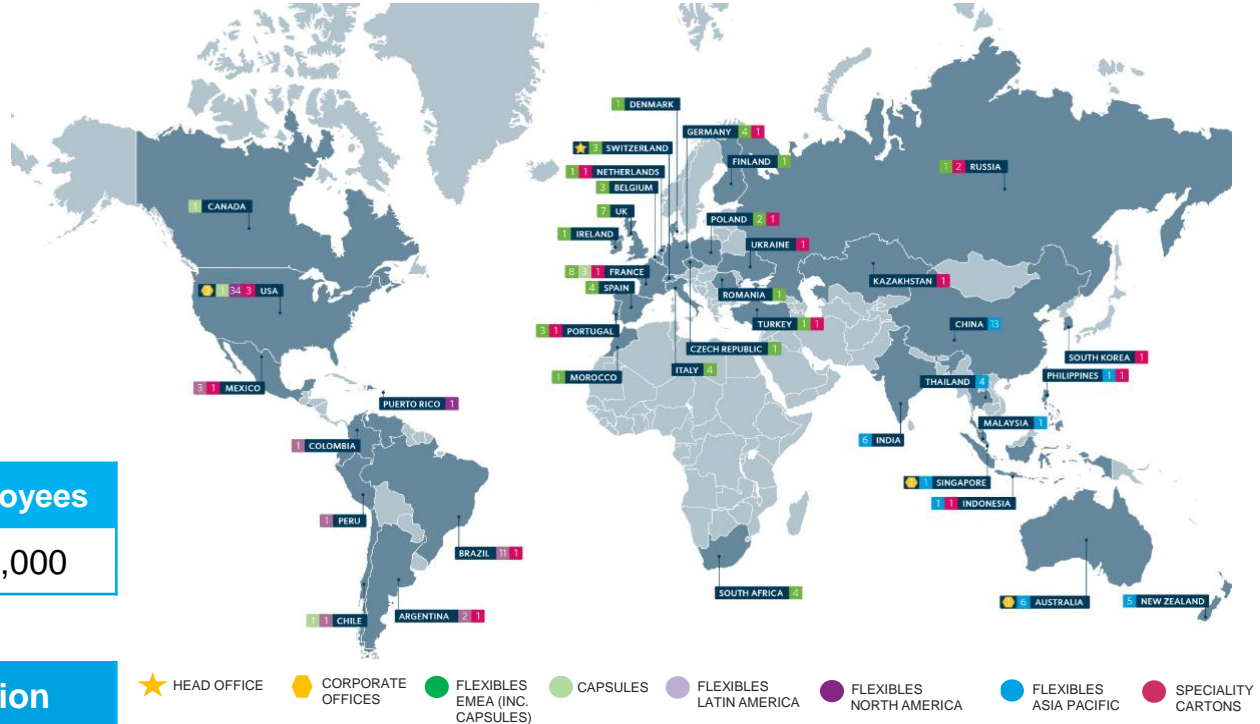 1 DENMARK
GERMANY 4 1
3 SWITZERLAND
FINLAND 1
1 2 RUSSIA
1 1 NETHERLANDS
3 BELGIUM
1 CANADA
7 UK
POLAND 2 1
1 IRELAND
UKRAINE 1
8 3 1 FRANCE
KAZAKHSTAN 1
1 34 3 USA
4 SPAIN
ROMANIA 1
3 1 PORTUGAL
TURKEY 1 1
CHINA 13
CZECH REPUBLIC 1
SOUTH KOREA 1
1 MOROCCO
ITALY 4
THAILAND 4
PHILIPPINES 1 1
3 1 MEXICO
PUERTO RICO 1
MALAYSIA 1
1 COLOMBIA
6 INDIA
1 SINGAPORE
oyees
1 1 INDONESIA
1 PERU
BRAZIL 11 1
,000
SOUTH AFRICA 4
6 AUSTRALIA
5 NEW ZEALAND
1 1 CHILE
ARGENTINA 2 1
ion
HEAD OFFICE
CORPORATE
OFFICES
FLEXIBLES
EMEA (INC.
CAPSULES)
CAPSULES
FLEXIBLES
LATIN AMERICA
FLEXIBLES
NORTH AMERICA
FLEXIBLES
ASIA PACIFIC
SPECIALITY
CARTONS